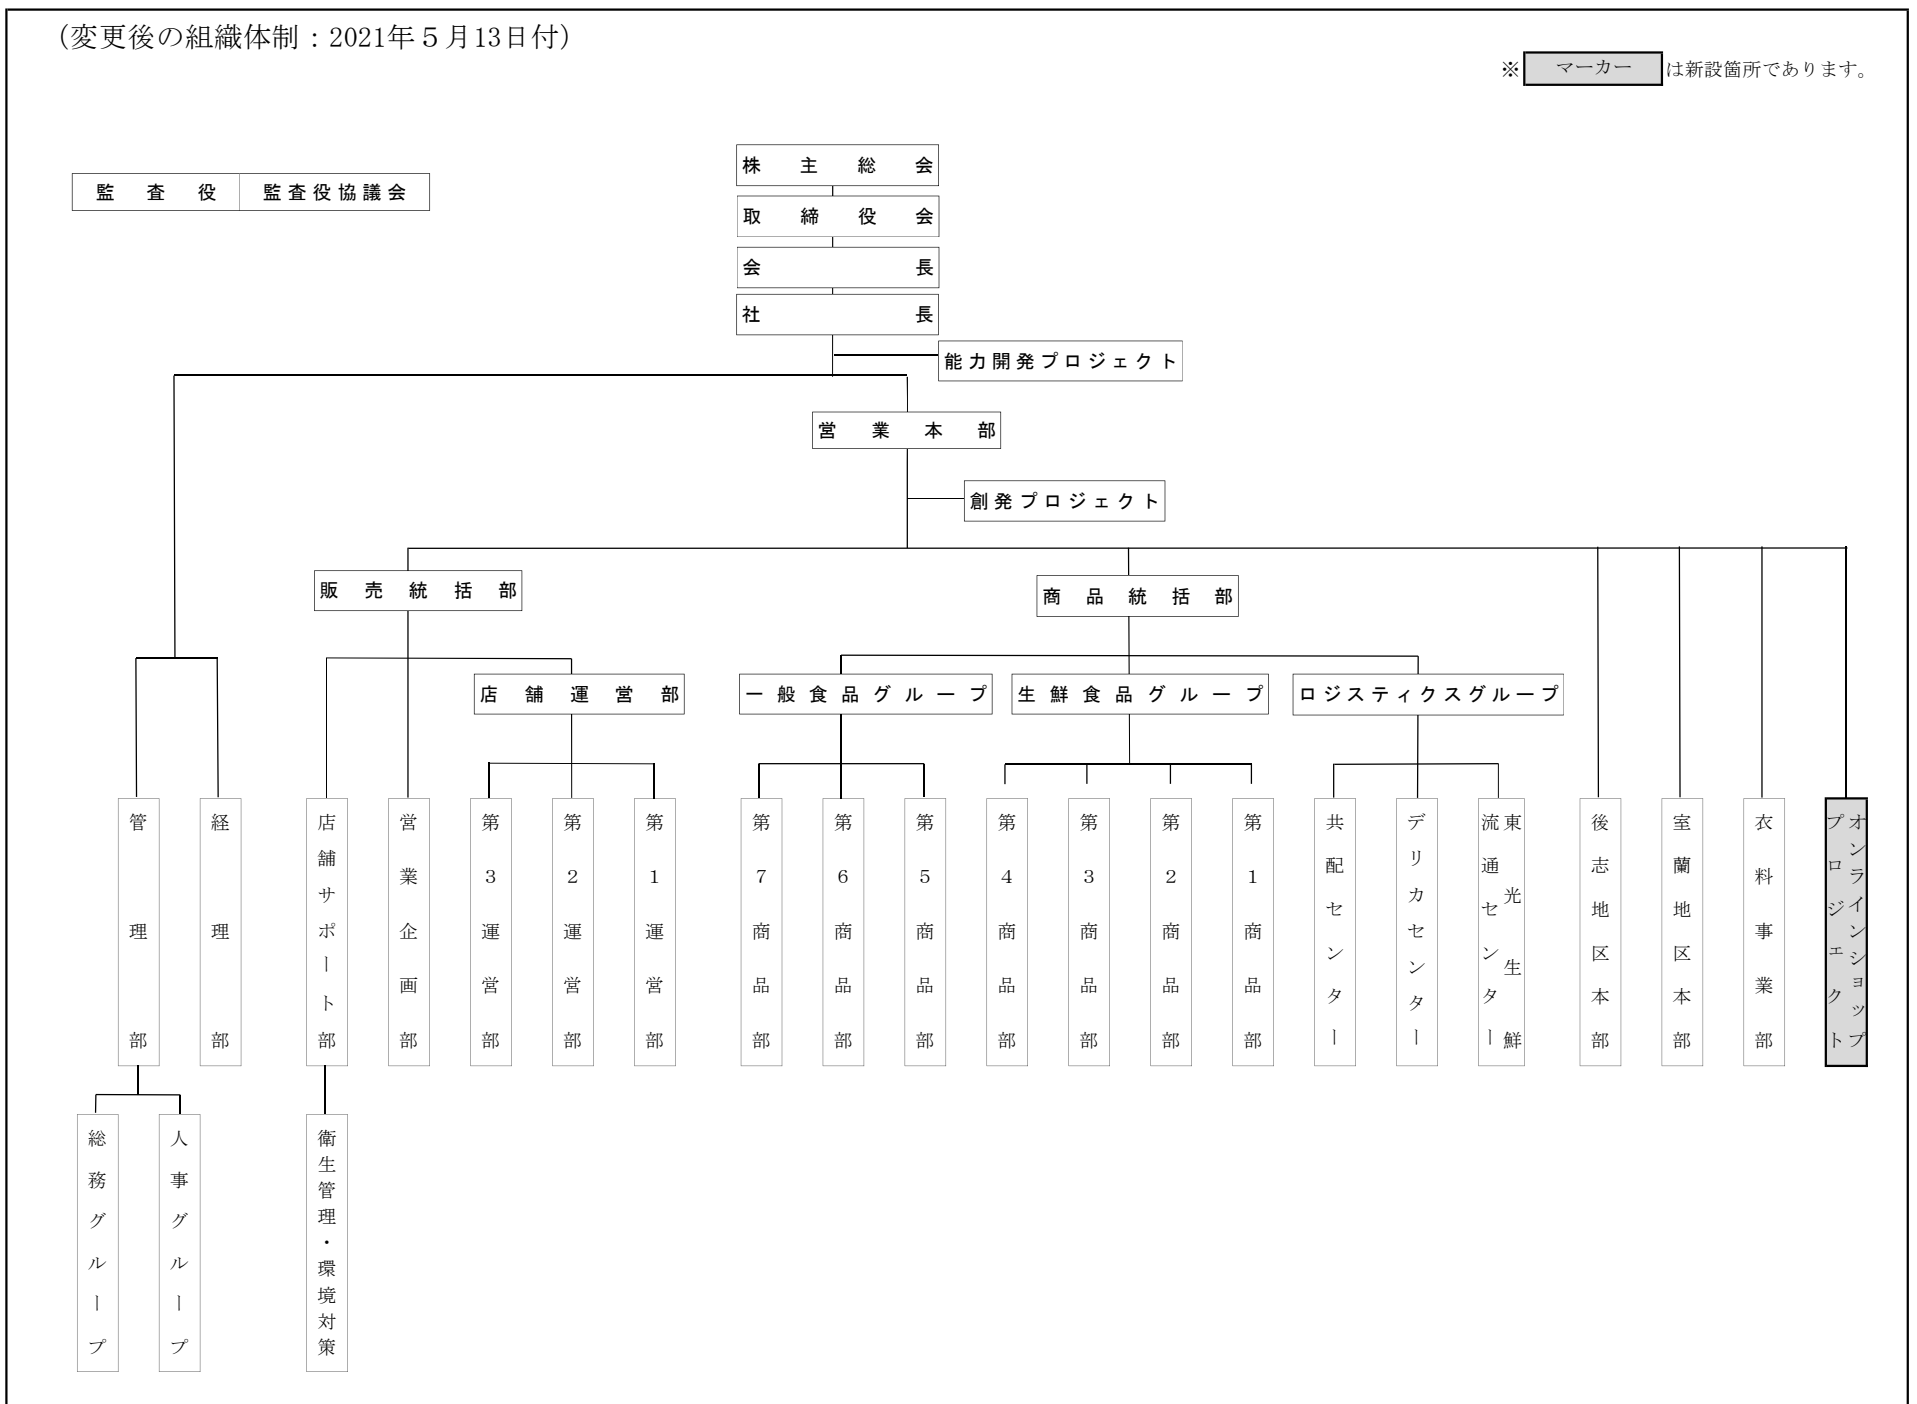 （変更後の組織体制：2021年５月13日付）
※ マーカー は新設箇所であります。
株主総会
監査役 監査役協議会
取締役会
会長
社長
能力開発プロジェクト
営業本部
創発プロジェクト
販売統括部
商品統括部
店舗運営部
一般食品グループ
生鮮食品グループ
ロジスティクスグループ
管理部
経理部
店舗サポート部
営業企画部
第３運営部
第２運営部
第１運営部
第７商品部
第６商品部
第５商品部
第４商品部
第３商品部
第２商品部
第１商品部
共配センター
デリカセンター
東光生鮮
流通センター
後志地区本部
室蘭地区本部
衣料事業部
オンラインショップ
プロジェクト
総務グループ
人事グループ
衛生管理・環境対策